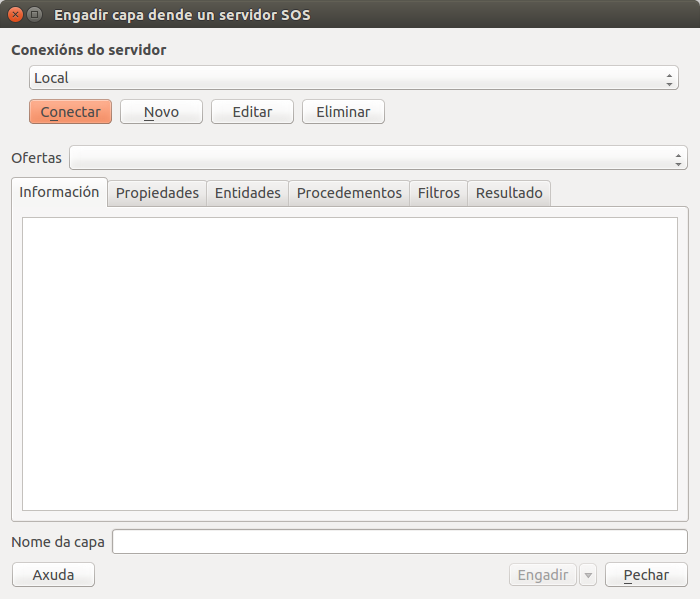 Engadir capa dende un servidor SOS
Conexións do servidor
Local
Conectar Novo Editar Eliminar
Ofertas
Información Propiedades Entidades Procedementos Filtros Resultado
Nome da capa
Axuda Engadir Pechar